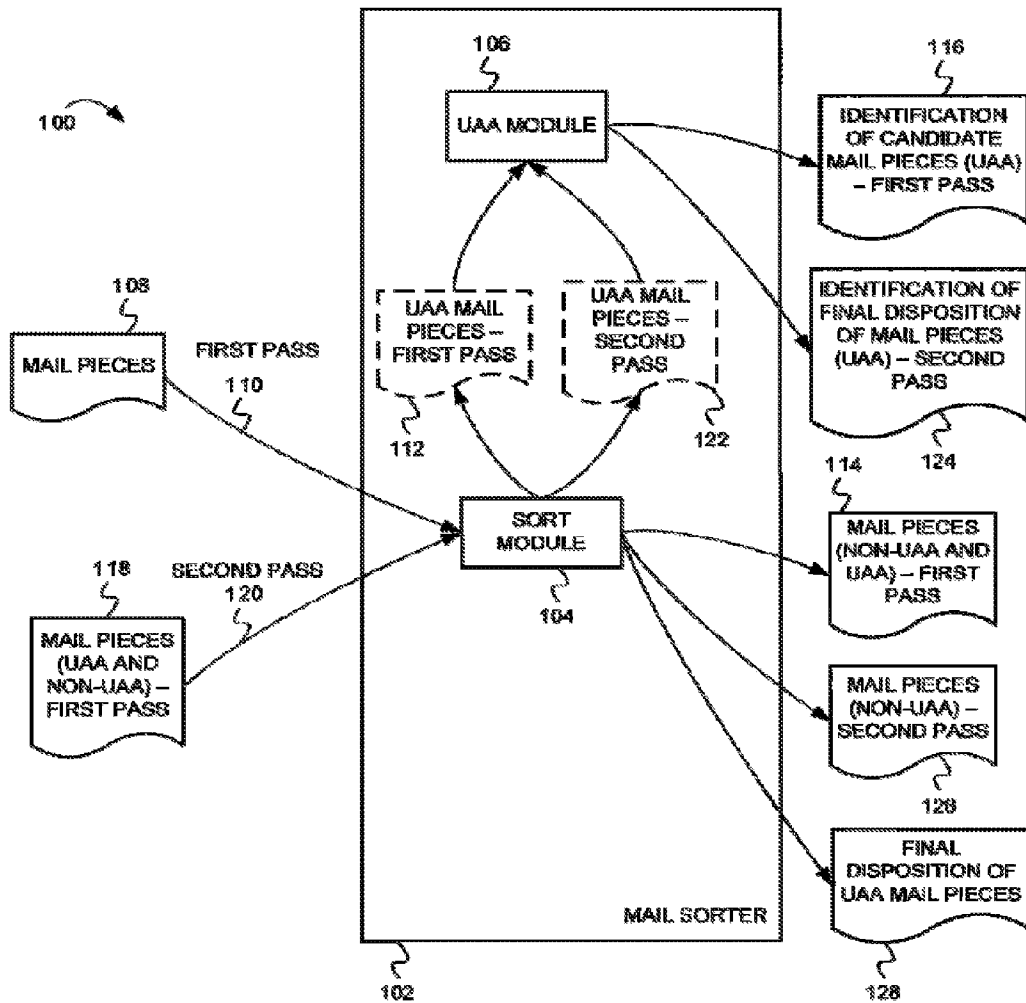 106
116
100
UAA MODULE
IDENTIFICATION
OF CANDIDATE
MAIL PIECES (UAA)
– FIRST PASS
108
MAIL PIECES
FIRST PASS
110
UAA MAIL
PIECES –
FIRST PASS
UAA MAIL
PIECES –
SECOND
PASS
IDENTIFICATION OF
FINAL DISPOSITION
OF MAIL PIECES
(UAA) – SECOND
PASS
112
122
124
114
SORT
MODULE
104
MAIL PIECES
(NON-UAA AND
UAA) – FIRST
PASS
118
SECOND PASS
120
MAIL PIECES
(UAA AND
NON-UAA) –
FIRST PASS
MAIL PIECES
(NON-UAA) –
SECOND PASS
FINAL
DISPOSITION OF
UAA MAIL PIECES
MAIL SORTER
102
128